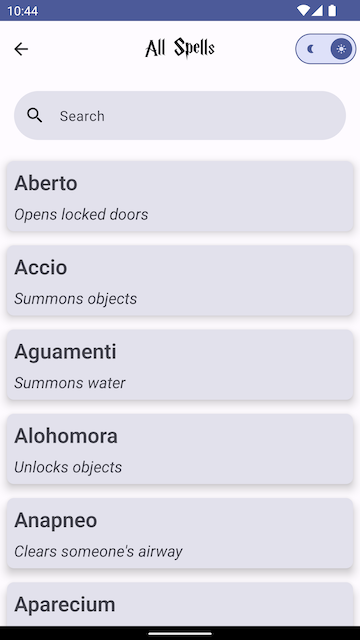 10:44
All Spells
Search
Aberto
Opens locked doors
Accio
Summons objects
Aguamenti
Summons water
Alohomora
Unlocks objects
Anapneo
Clears someone's airway
Aparecium